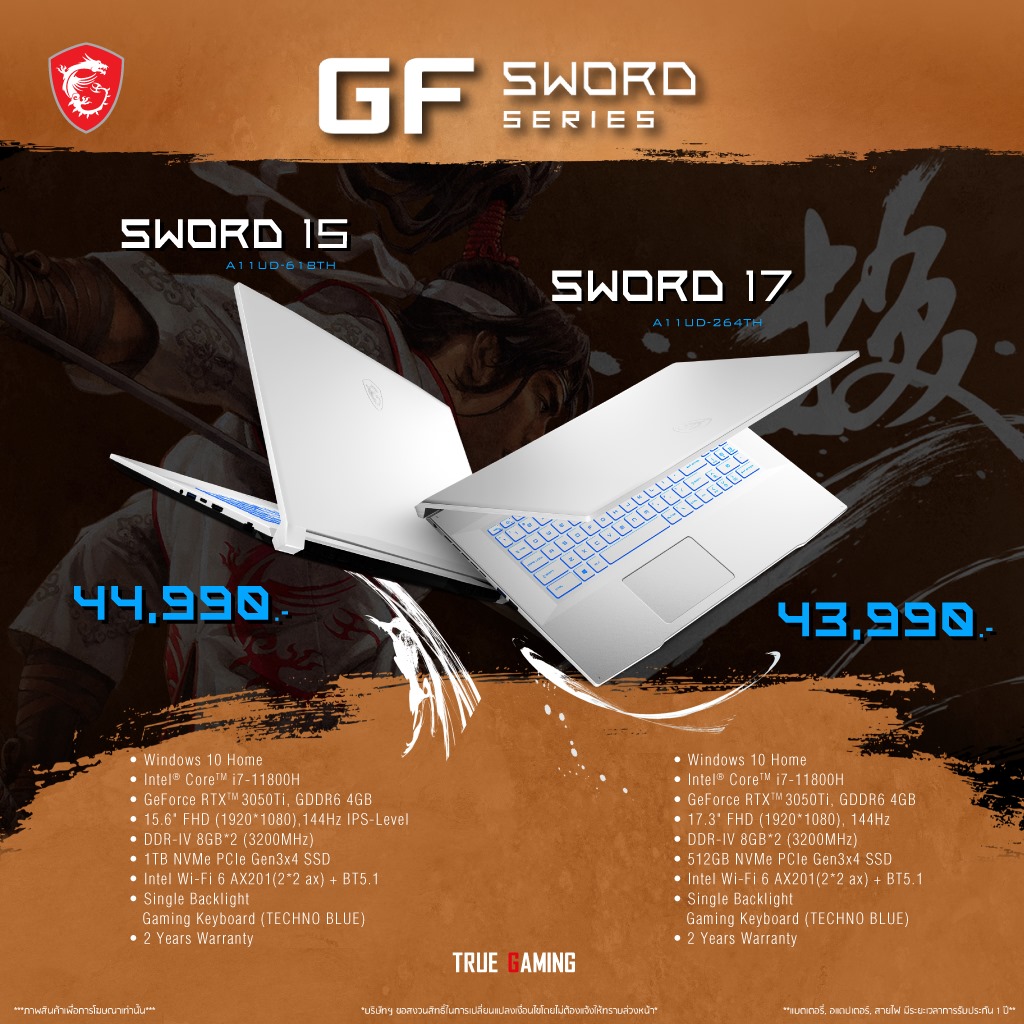 GF SWORD
SERIES
SWORD 15
A11UD-618TH
SWORD 17
A11UD-264TH
44,990.-
43,990.-
• Windows 10 Home
• Intel® Core™ i7-11800H
• GeForce RTX™ 3050Ti, GDDR6 4GB
• 15.6" FHD (1920*1080),144Hz IPS-Level
• DDR-IV 8GB*2 (3200MHz)
• 1TB NVMe PCIe Gen3x4 SSD
• Intel Wi-Fi 6 AX201(2*2 ax) + BT5.1
• Single Backlight
Gaming Keyboard (TECHNO BLUE)
• 2 Years Warranty
• Windows 10 Home
• Intel® Core™ i7-11800H
• GeForce RTX™ 3050Ti, GDDR6 4GB
• 17.3" FHD (1920*1080), 144Hz
• DDR-IV 8GB*2 (3200MHz)
• 512GB NVMe PCIe Gen3x4 SSD
• Intel Wi-Fi 6 AX201(2*2 ax) + BT5.1
• Single Backlight
Gaming Keyboard (TECHNO BLUE)
• 2 Years Warranty
TRUE GAMING
***ภาพสินค้าเพื่อการโฆษณาเท่านั้น***
*บริษัทฯ ขอสงวนสิทธิ์ในการเปลี่ยนแปลงเงื่อนไขโดยไม่ต้องแจ้งให้ทราบล่วงหน้า*
**แบตเตอรี่, อแดปเตอร์, สายไฟ มีระยะเวลาการรับประกัน 1 ปี**